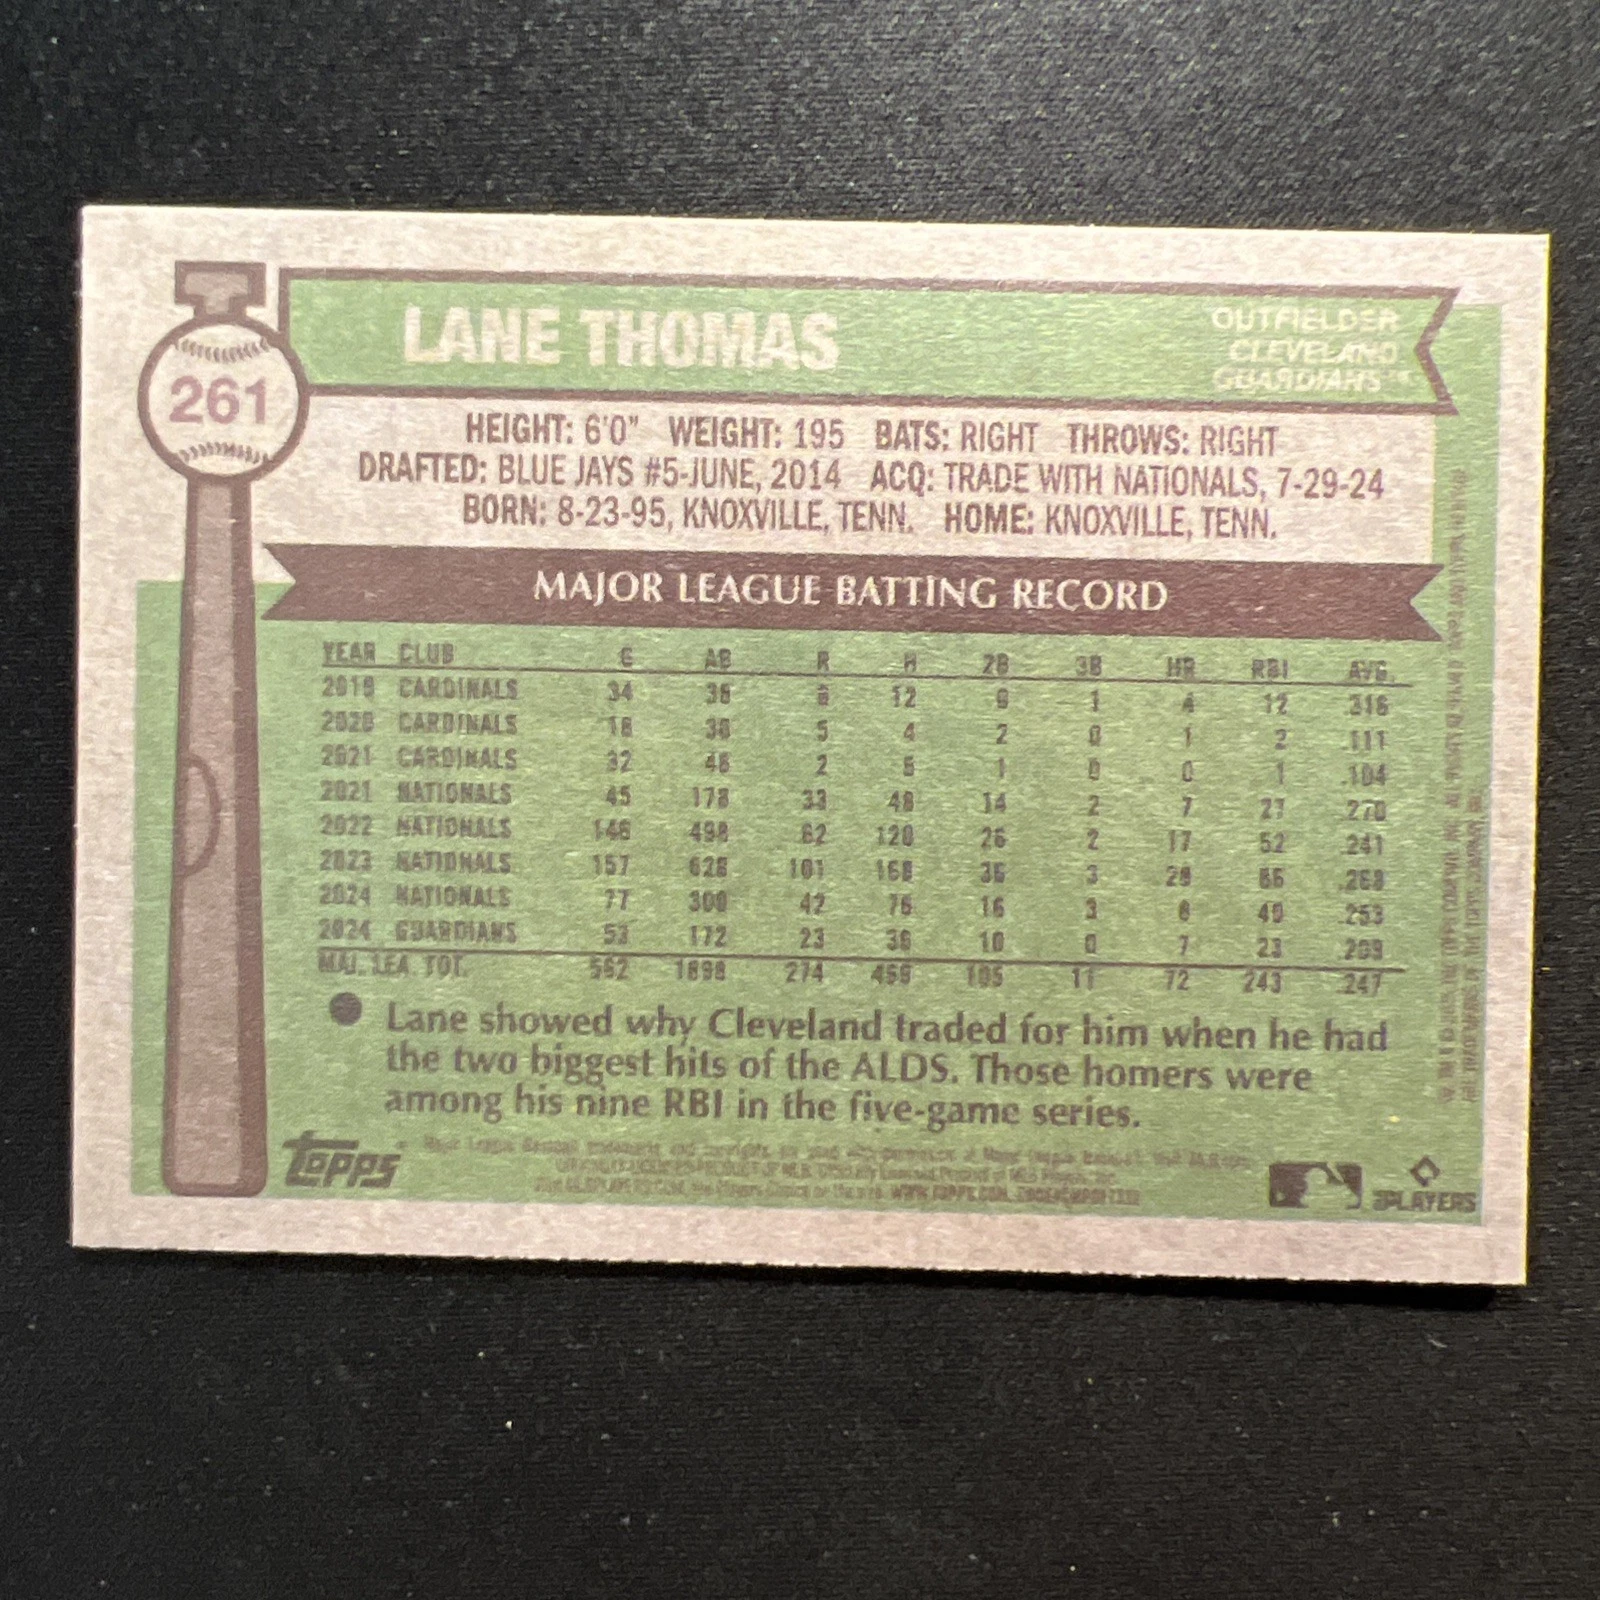 261
LANE THOMAS
OUTFIELDER
CLEVELAND
GUARDIANS™
HEIGHT: 6'0" WEIGHT: 195 BATS: RIGHT THROWS: RIGHT
DRAFTED: BLUE JAYS #5-JUNE, 2014 ACQ: TRADE WITH NATIONALS, 7-29-24
BORN: 8-23-95, KNOXVILLE, TENN. HOME: KNOXVILLE, TENN.
MAJOR LEAGUE BATTING RECORD
YEAR CLUB G AB R H 2B 3B HR RBI AVG.
2019 CARDINALS 34 38 6 12 0 1 4 12 .316
2020 CARDINALS 18 36 5 4 2 0 1 2 .111
2021 CARDINALS 32 48 2 5 1 0 0 1 .104
2021 NATIONALS 45 178 33 48 14 2 7 27 .270
2022 NATIONALS 146 498 62 120 26 2 17 52 .241
2023 NATIONALS 157 628 101 168 36 3 28 86 .268
2024 NATIONALS 77 300 42 76 16 3 8 40 .253
2024 GUARDIANS 53 172 23 36 10 0 7 23 .209
MAJ. LEA. TOT. 562 1898 274 469 105 11 72 243 .247
Lane showed why Cleveland traded for him when he had
the two biggest hits of the ALDS. Those homers were
among his nine RBI in the five-game series.
topps
PLAYERS